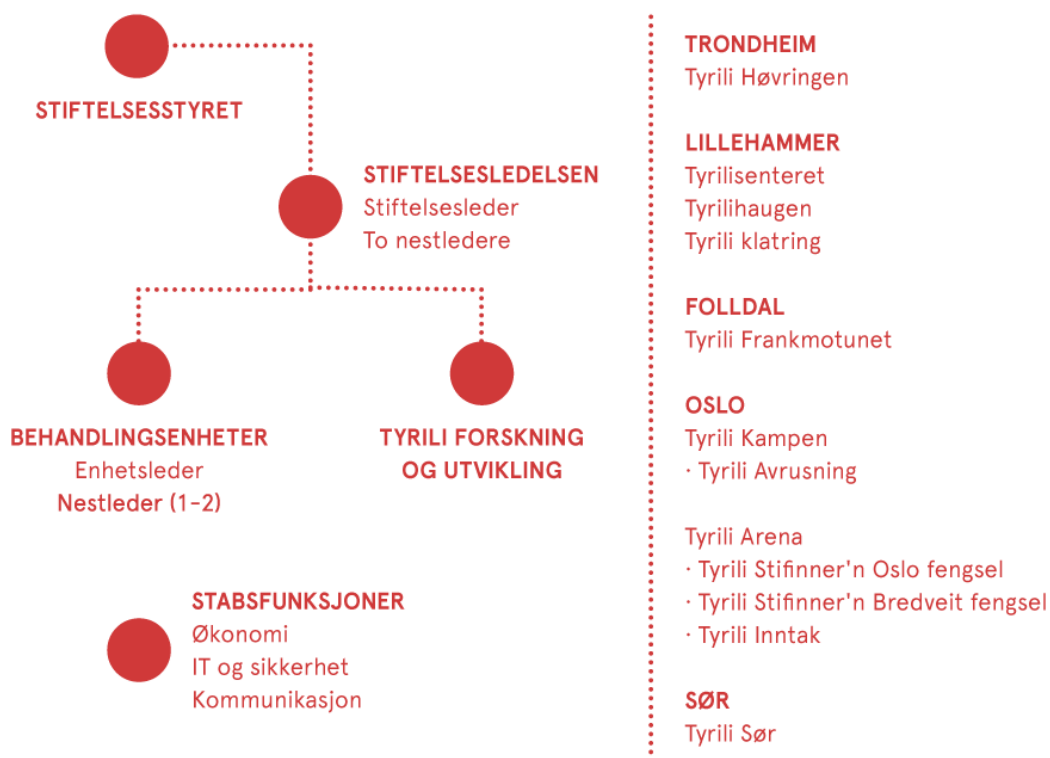 STIFTELSESSTYRET
STIFTELSESLEDELSEN
Stiftelsesleder
To nestledere
BEHANDLINGSENHETER
Enhetsleder
Nestleder (1-2)
TYRILI FORSKNING
OG UTVIKLING
STABSFUNKSJONER
Økonomi
IT og sikkerhet
Kommunikasjon
TRONDHEIM
Tyrili Høvringen
LILLEHAMMER
Tyrilisenteret
Tyrilihaugen
Tyrili klatring
FOLLDAL
Tyrili Frankmotunet
OSLO
Tyrili Kampen
· Tyrili Avrusning
Tyrili Arena
· Tyrili Stifinner'n Oslo fengsel
· Tyrili Stifinner'n Bredveit fengsel
· Tyrili Inntak
SØR
Tyrili Sør